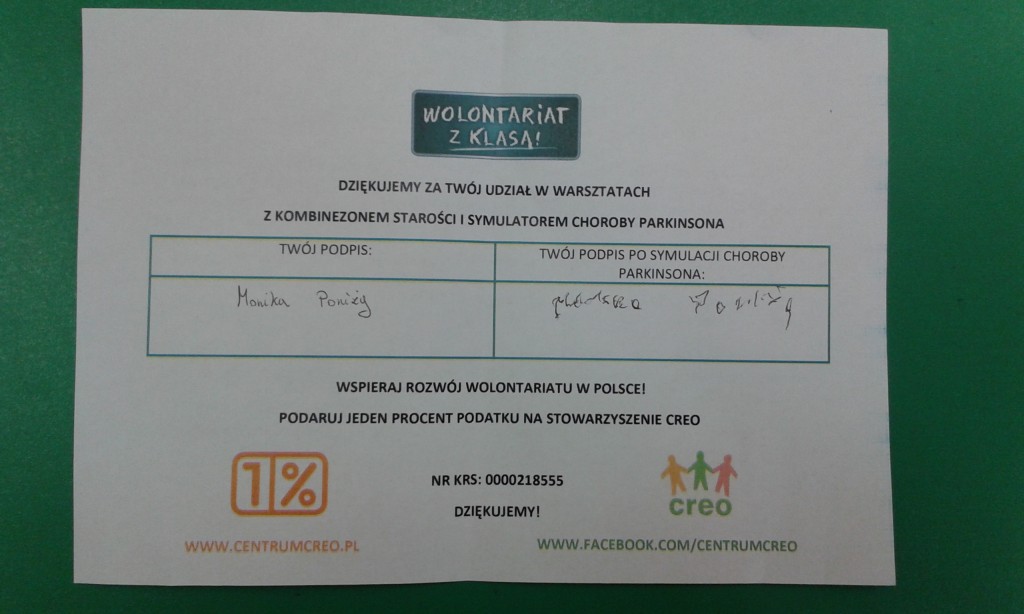 WOLONTARIAT
Z KLASĄ!
DZIĘKUJEMY ZA TWÓJ UDZIAŁ W WARSZTATACH
Z KOMBINEZONEM STAROŚCI I SYMULATOREM CHOROBY PARKINSONA
TWÓJ PODPIS:
TWÓJ PODPIS PO SYMULACJI CHOROBY
PARKINSONA:
Monika Poniży
WSPIERAJ ROZWÓJ WOLONTARIATU W POLSCE!
PODARUJ JEDEN PROCENT PODATKU NA STOWARZYSZENIE CREO
1%
NR KRS: 0000218555
creo
DZIĘKUJEMY!
WWW.CENTRUMCREO.PL
WWW.FACEBOOK.COM/CENTRUMCREO